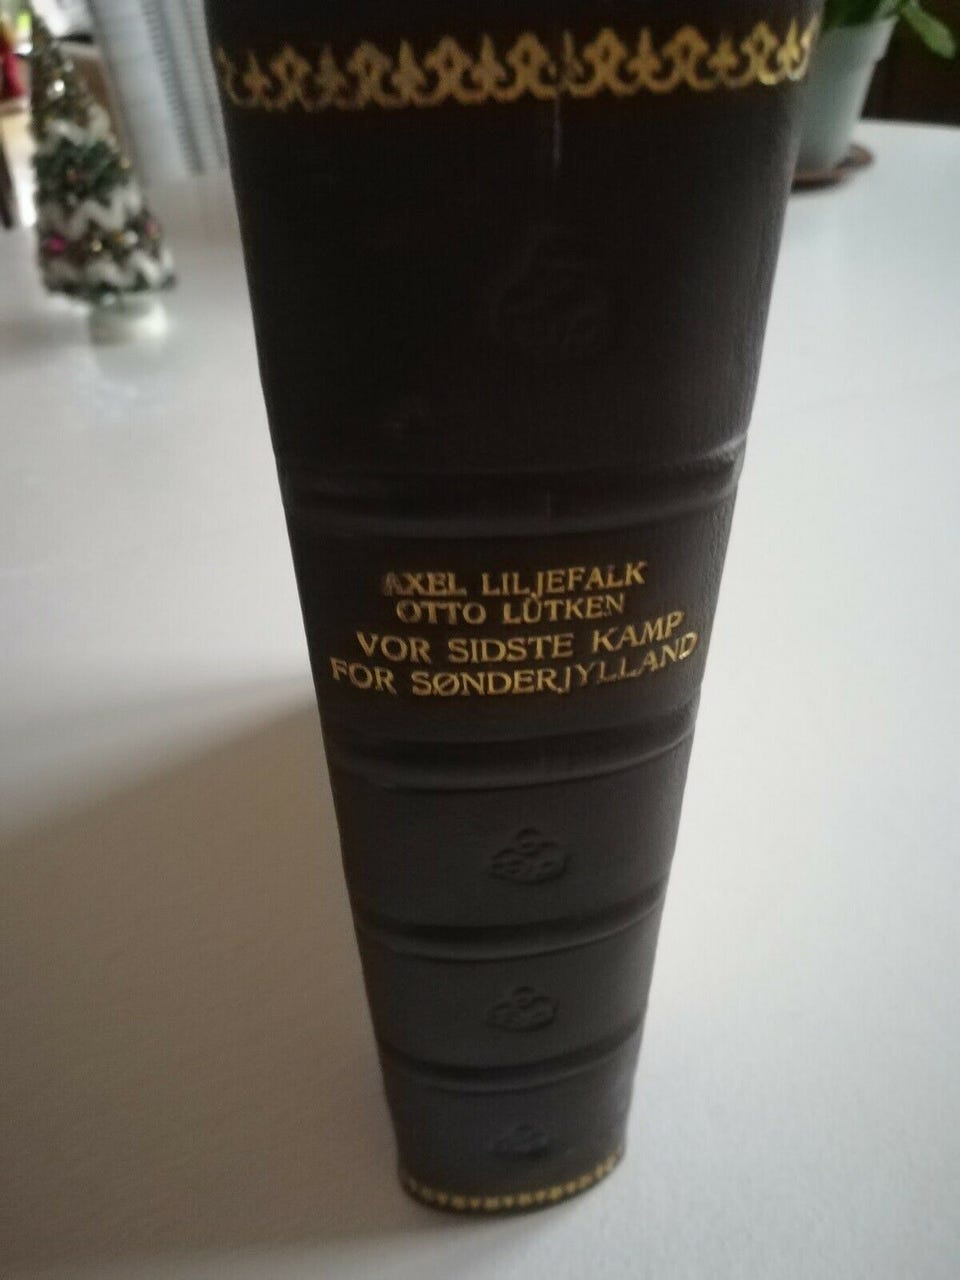 AXEL LILJEFALK
OTTO LÜTKEN
VOR SIDSTE KAMP
FOR SØNDERJYLLAND